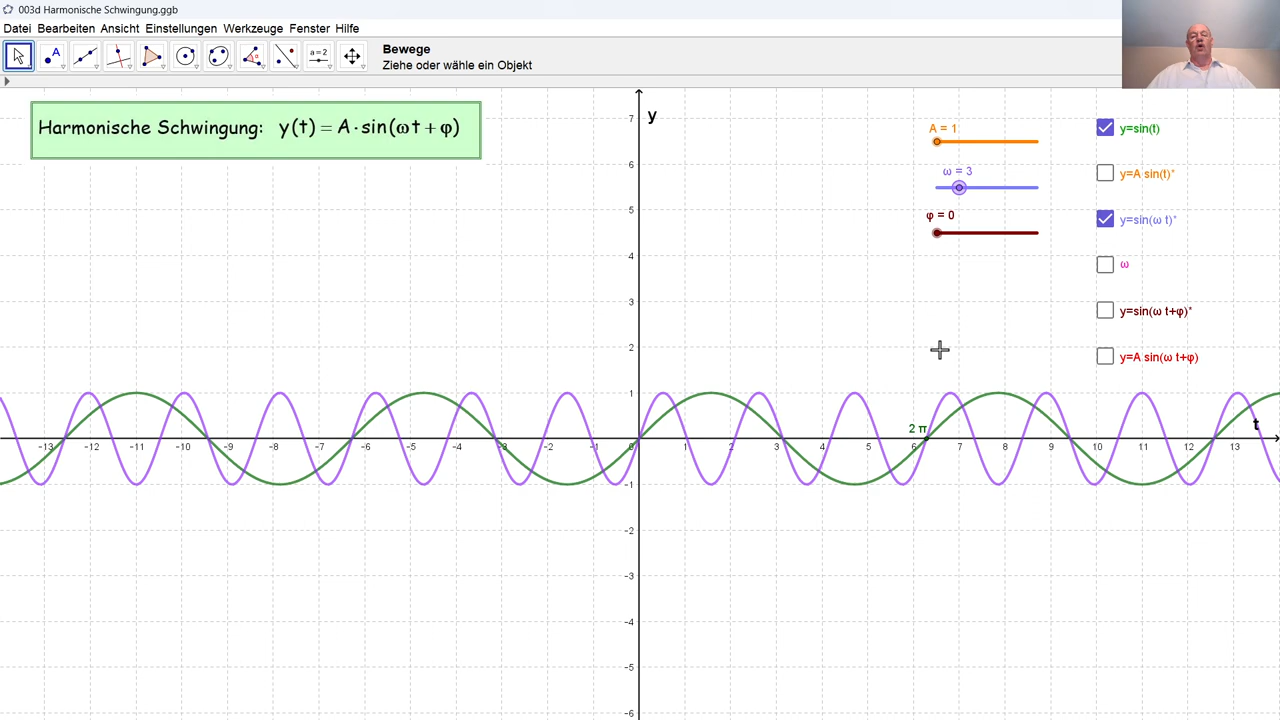 003d Harmonische Schwingung.ggb
Datei Bearbeiten Ansicht Einstellungen Werkzeuge Fenster Hilfe
A
α
a=2
Bewege
Ziehe oder wähle ein Objekt
Harmonische Schwingung: y(t) = A·sin(ωt + φ)
y
A = 1
ω = 3
φ = 0
y=sin(t)
y=A sin(t)*
y=sin(ω t)*
ω
y=sin(ω t+φ)*
y=A sin(ω t+φ)
7
6
5
4
3
2
1
2 π
t
-13 -12 -11 -10 -9 -8 -7 -6 -5 -4 -3 -2 -1 0 1 2 3 4 5 6 7 8 9 10 11 12 13
-1
-2
-3
-4
-5
-6